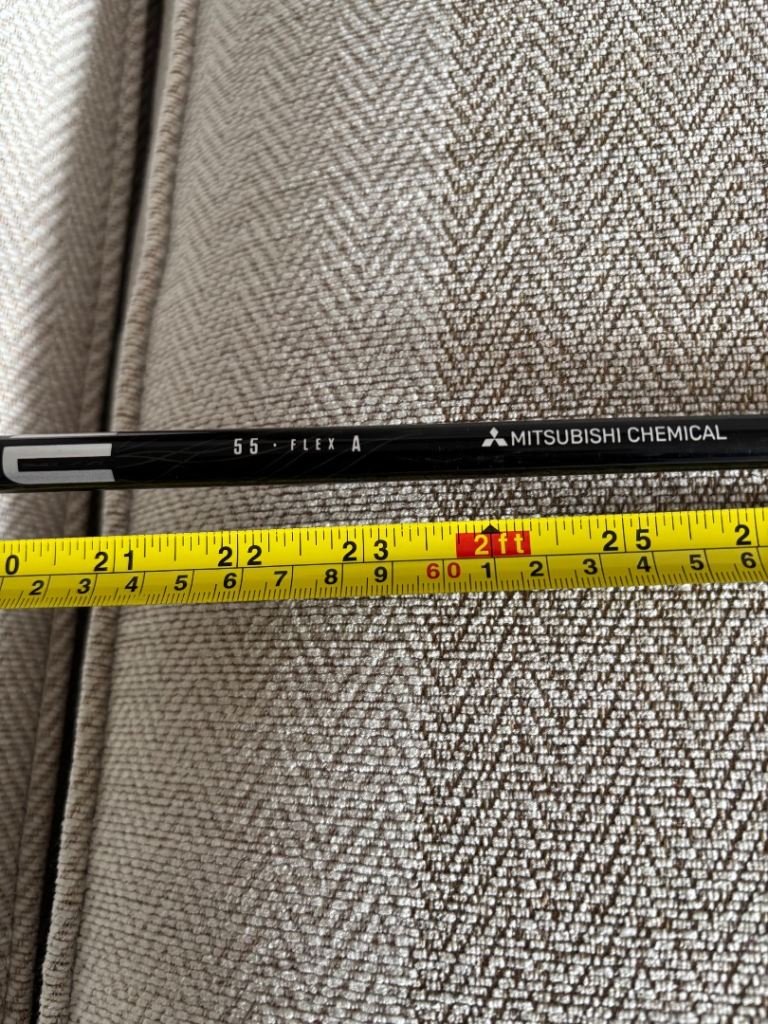 55 · FLEX A MITSUBISHI CHEMICAL
0 21 22 23 2ft 25 2
2 3 4 5 6 7 8 9 60 1 2 3 4 5 6